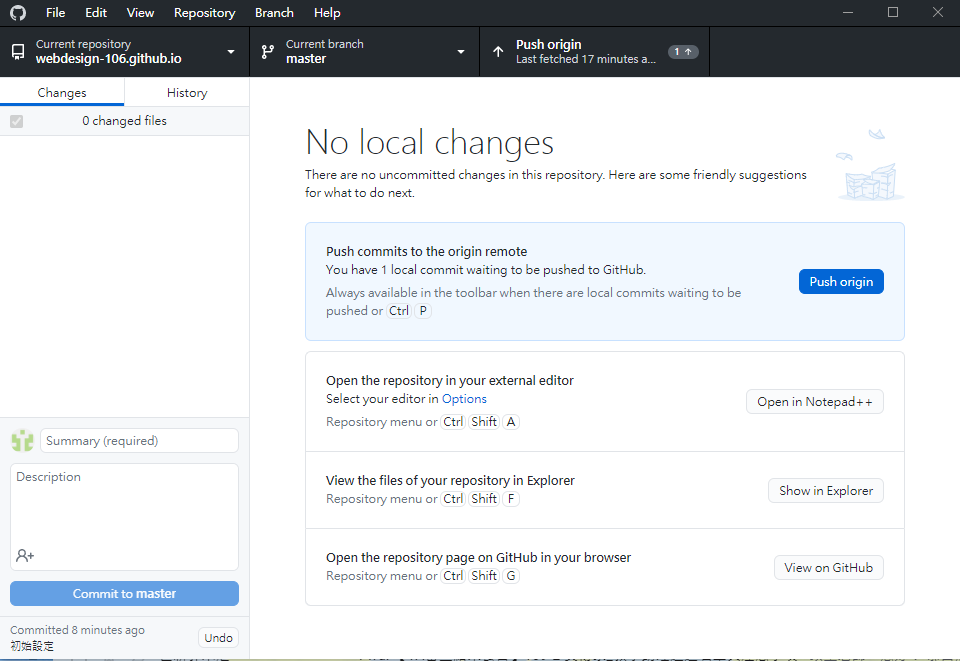 File Edit View Repository Branch Help
Current repository
webdesign-106.github.io
Current branch
master
Push origin
Last fetched 17 minutes a...
1
Changes History
0 changed files
No local changes
There are no uncommitted changes in this repository. Here are some friendly suggestions
for what to do next.
Push commits to the origin remote
You have 1 local commit waiting to be pushed to GitHub.
Always available in the toolbar when there are local commits waiting to be
pushed or Ctrl P
Push origin
Open the repository in your external editor
Select your editor in Options
Repository menu or Ctrl Shift A
Open in Notepad++
View the files of your repository in Explorer
Repository menu or Ctrl Shift F
Show in Explorer
Open the repository page on GitHub in your browser
Repository menu or Ctrl Shift G
View on GitHub
Summary (required)
Description
Commit to master
Committed 8 minutes ago
初始設定
Undo